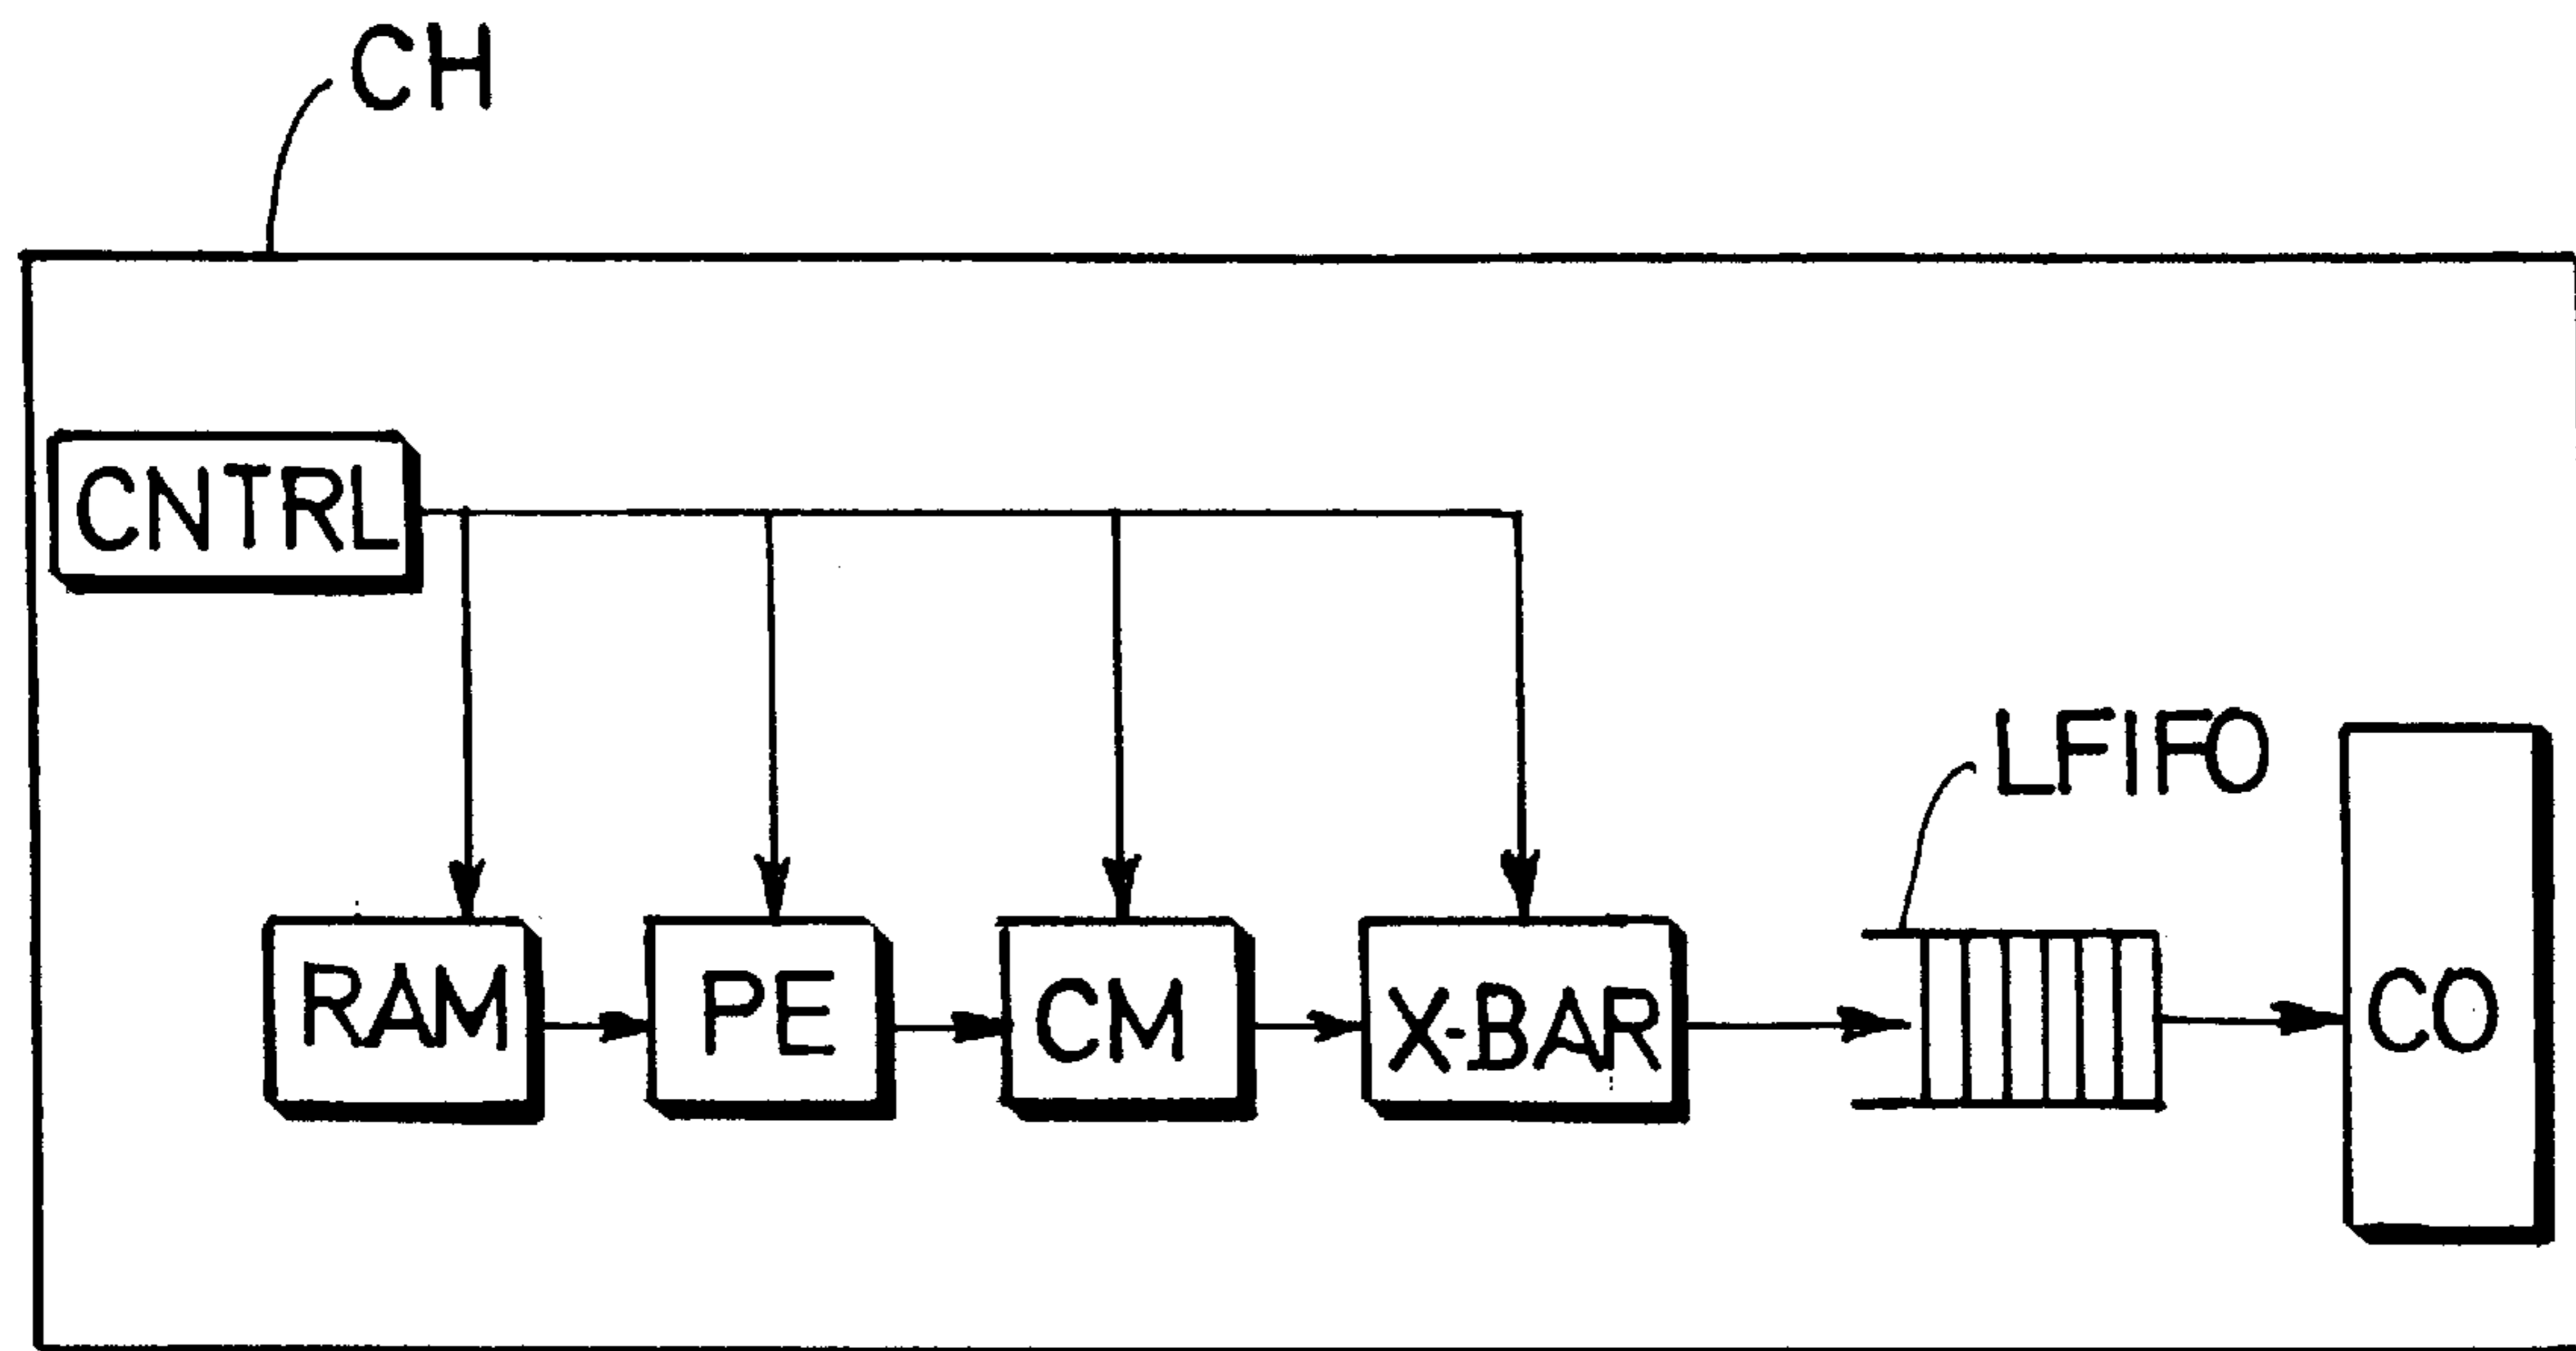 CH
CNTRL
LFIFO
RAM
PE
CM
X-BAR
CO